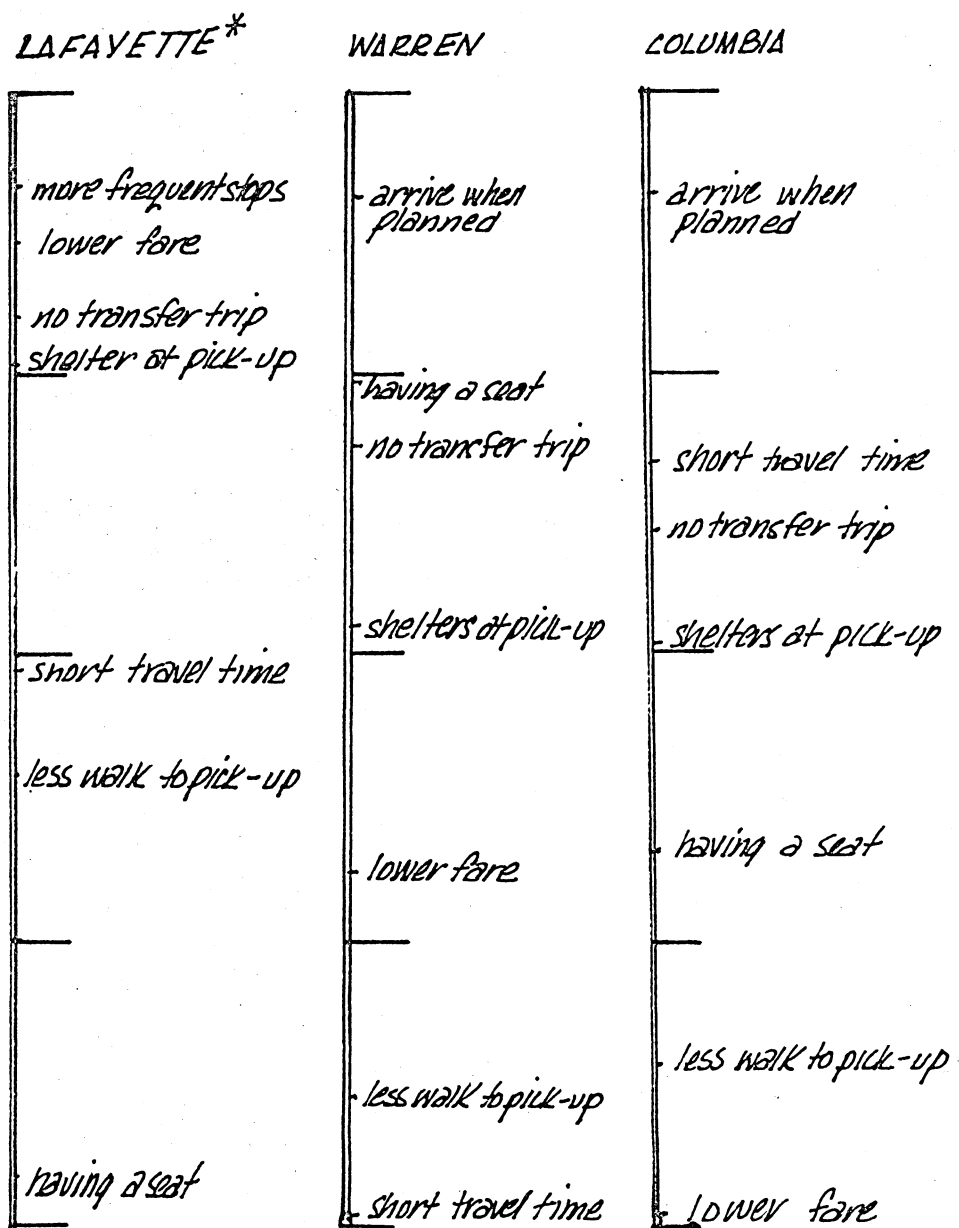 LAFAYETTE*
more frequent stops
lower fare
no transfer trip
shelter at pick-up
short travel time
less walk to pick-up
having a seat
WARREN
arrive when
planned
having a seat
no transfer trip
shelters at pick-up
lower fare
less walk to pick-up
short travel time
COLUMBIA
arrive when
planned
short travel time
no transfer trip
shelters at pick-up
having a seat
less walk to pick-up
lower fare